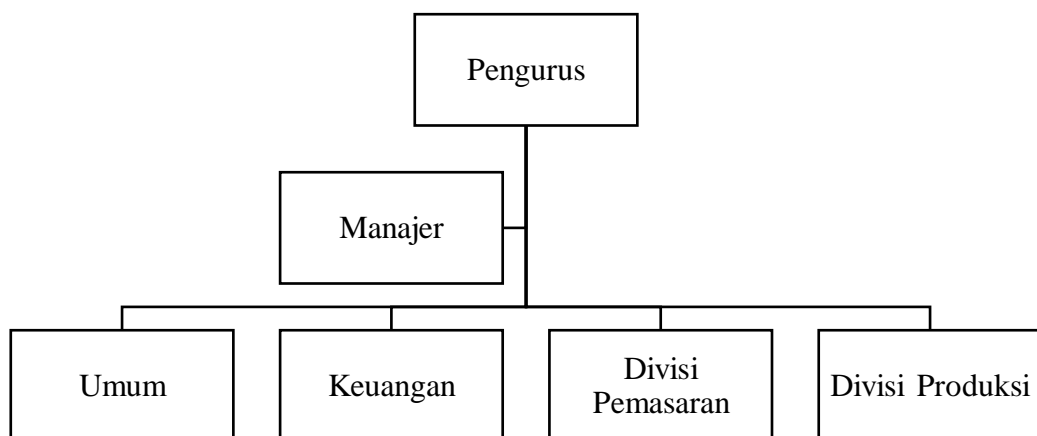 Pengurus
Manajer
Umum
Keuangan
Divisi
Pemasaran
Divisi Produksi